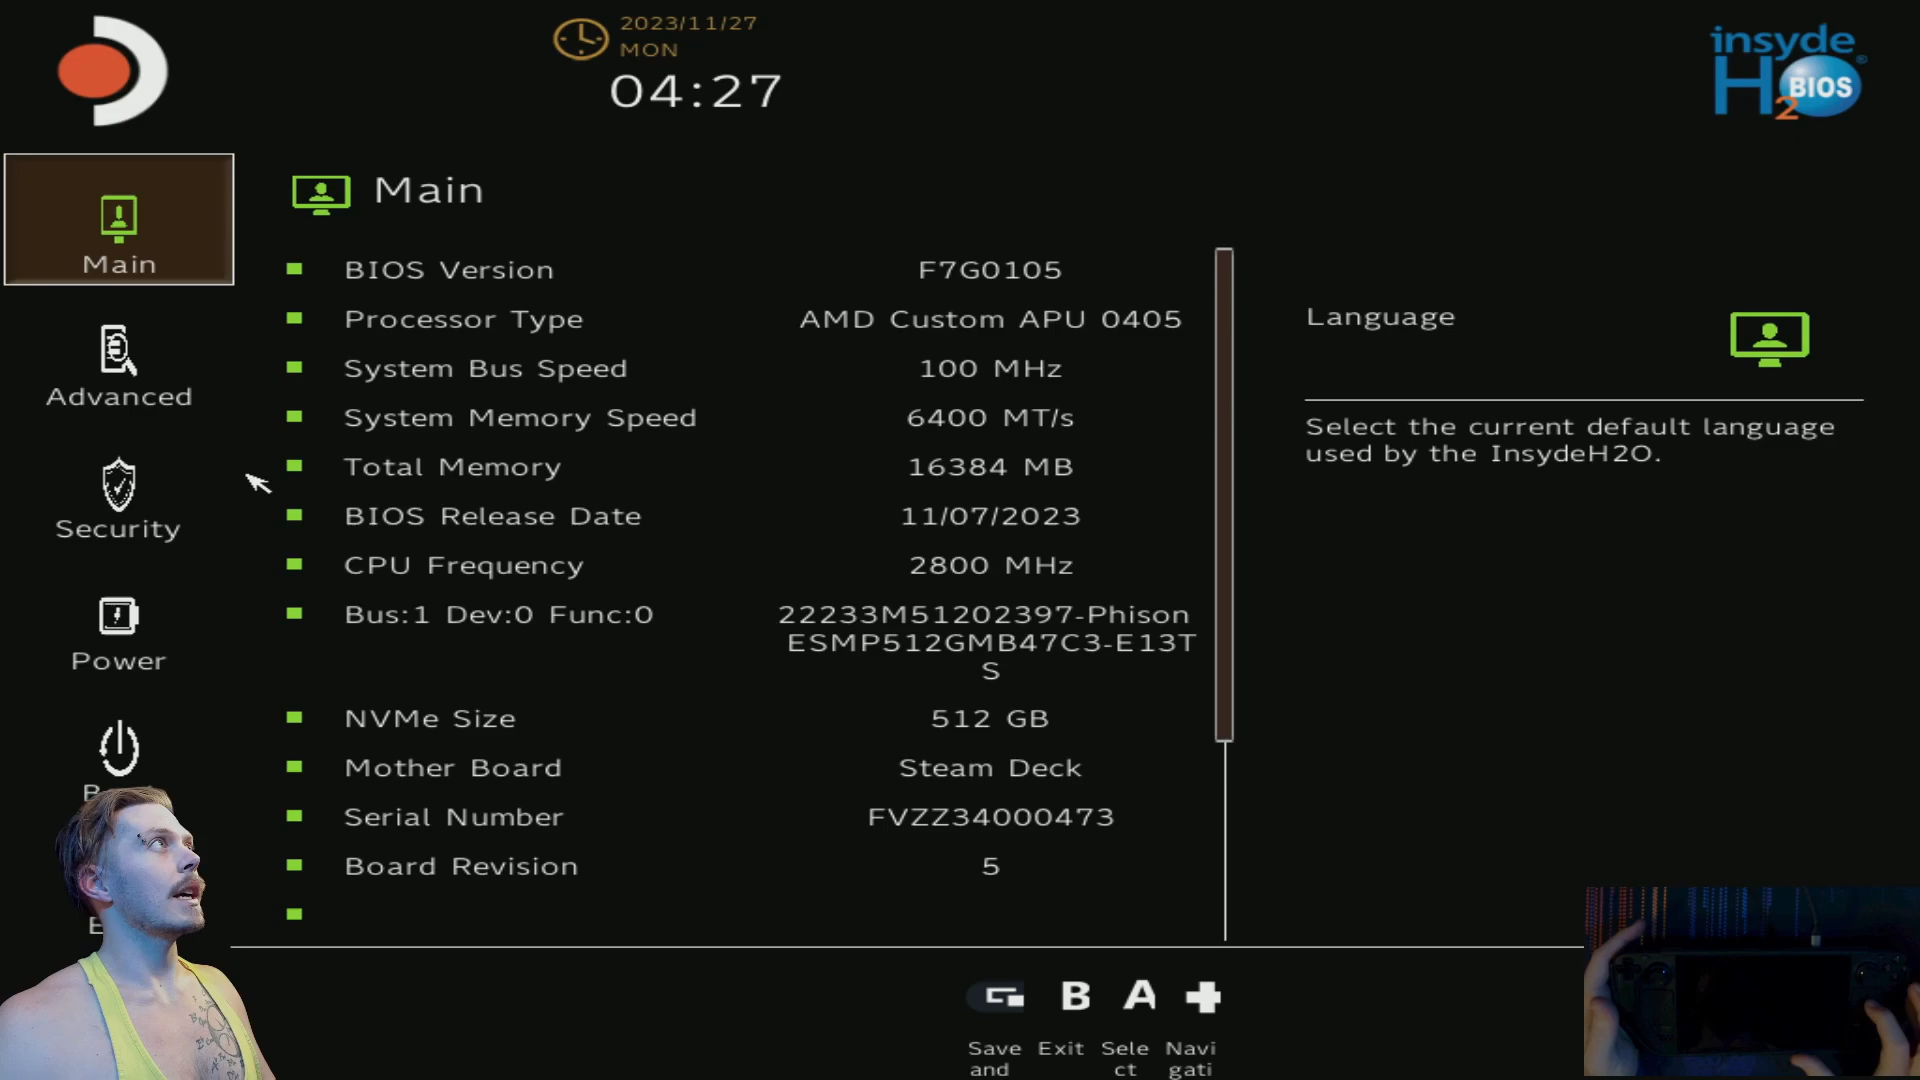 2023/11/27
MON
04:27
insyde®
H2 BIOS
Main
Advanced
Security
Power
Main
BIOS Version F7G0105
Processor Type AMD Custom APU 0405
System Bus Speed 100 MHz
System Memory Speed 6400 MT/s
Total Memory 16384 MB
BIOS Release Date 11/07/2023
CPU Frequency 2800 MHz
Bus:1 Dev:0 Func:0 22233M51202397-Phison
ESMP512GMB47C3-E13T
S
NVMe Size 512 GB
Mother Board Steam Deck
Serial Number FVZZ34000473
Board Revision 5
Language
Select the current default language
used by the InsydeH2O.
B A
Save Exit Sele Navi
and ct gati